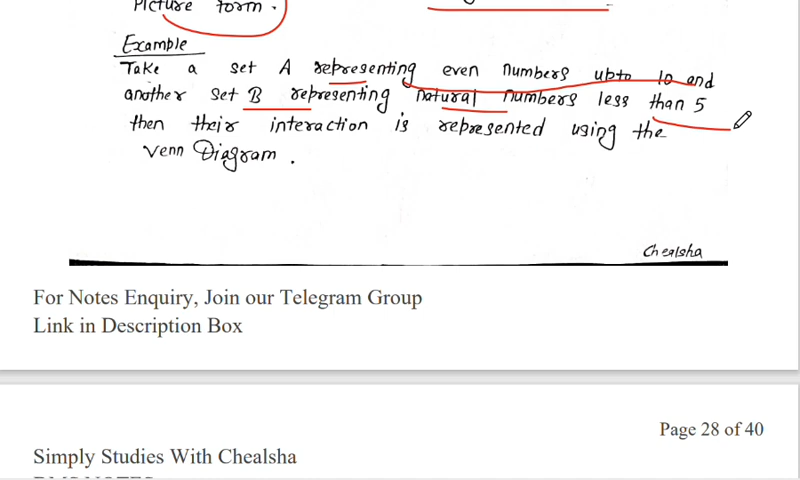 Picture form.
Example
Take a set A representing even numbers upto 10 and
another set B representing natural numbers less than 5
then their interaction is represented using the
Venn Diagram.
Chealsha
For Notes Enquiry, Join our Telegram Group
Link in Description Box
Page 28 of 40
Simply Studies With Chealsha